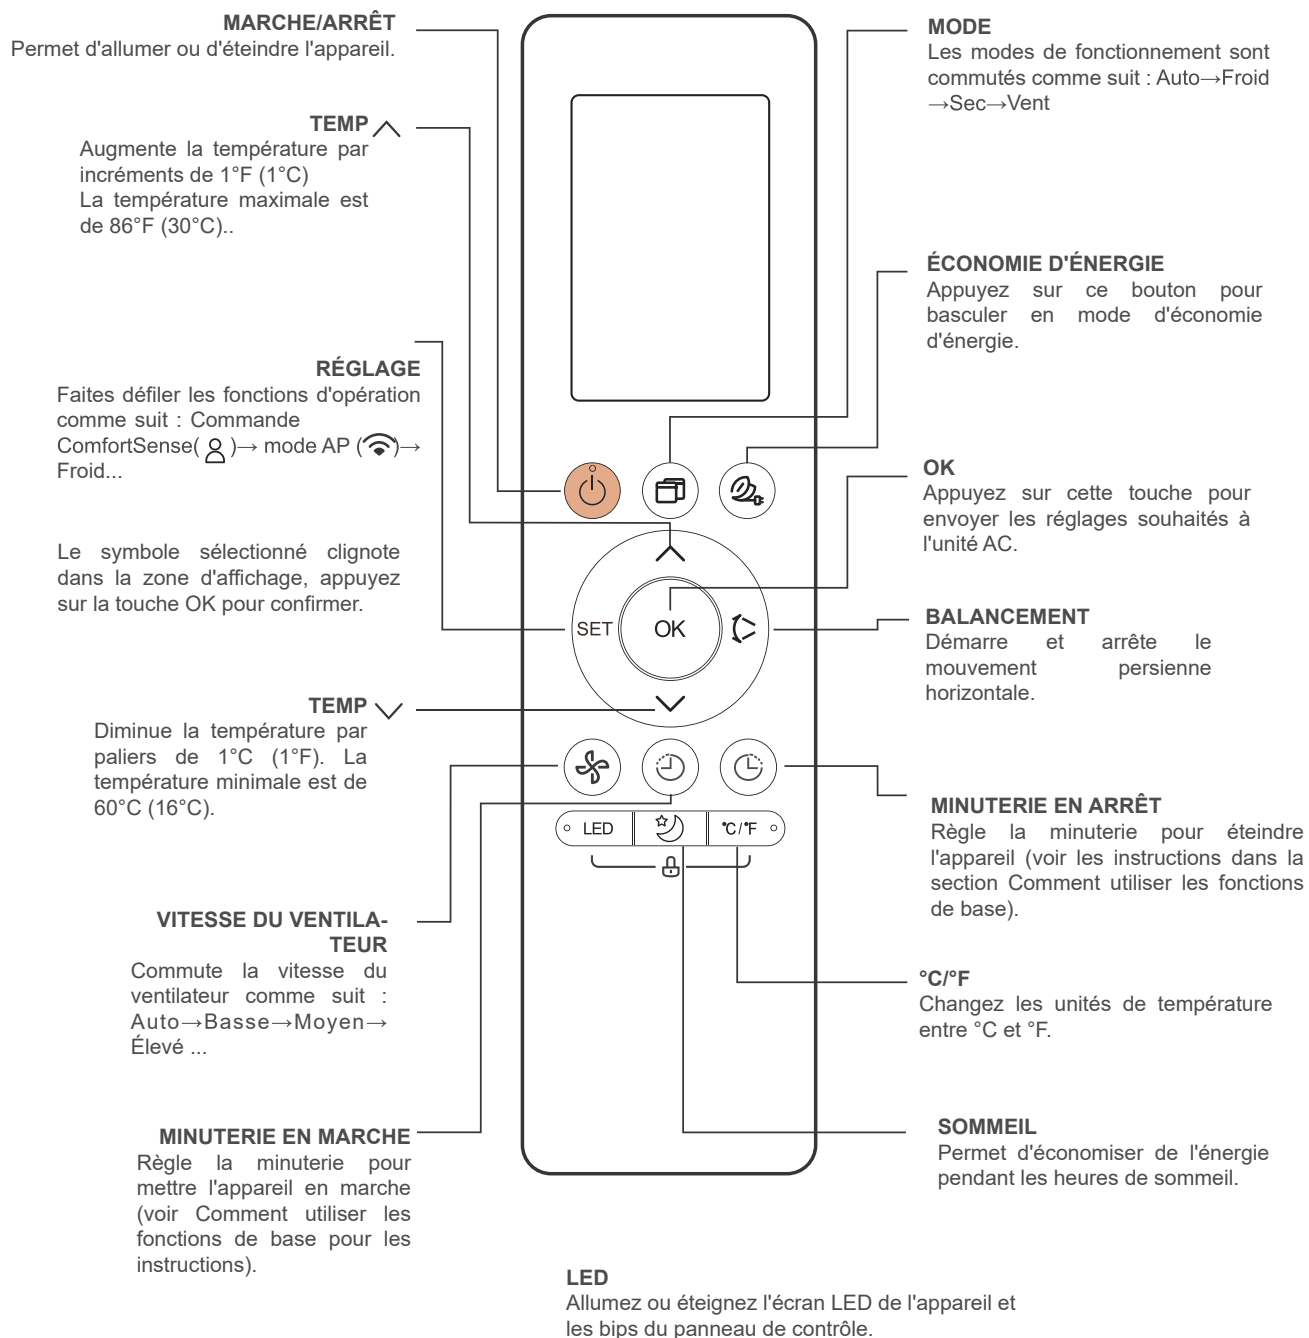 MARCHE/ARRÊT
Permet d'allumer ou d'éteindre l'appareil.
TEMP
Augmente la température par
incréments de 1°F (1°C)
La température maximale est
de 86°F (30°C)..
RÉGLAGE
Faites défiler les fonctions d'opération
comme suit : Commande
ComfortSense( )→ mode AP ( )→
Froid...
Le symbole sélectionné clignote
dans la zone d'affichage, appuyez
sur la touche OK pour confirmer.
TEMP
Diminue la température par
paliers de 1°C (1°F). La
température minimale est de
60°C (16°C).
VITESSE DU VENTILA-
TEUR
Commute la vitesse du
ventilateur comme suit :
Auto→Basse→Moyen→
Élevé ...
MINUTERIE EN MARCHE
Règle la minuterie pour
mettre l'appareil en marche
(voir Comment utiliser les
fonctions de base pour les
instructions).
SET
OK
LED
°C/°F
MODE
Les modes de fonctionnement sont
commutés comme suit : Auto→Froid
→Sec→Vent
ÉCONOMIE D'ÉNERGIE
Appuyez sur ce bouton pour
basculer en mode d'économie
d'énergie.
OK
Appuyez sur cette touche pour
envoyer les réglages souhaités à
l'unité AC.
BALANCEMENT
Démarre et arrête le
mouvement persienne
horizontale.
MINUTERIE EN ARRÊT
Règle la minuterie pour éteindre
l'appareil (voir les instructions dans la
section Comment utiliser les fonctions
de base).
°C/°F
Changez les unités de température
entre °C et °F.
SOMMEIL
Permet d'économiser de l'énergie
pendant les heures de sommeil.
LED
Allumez ou éteignez l'écran LED de l'appareil et
les bips du panneau de contrôle.